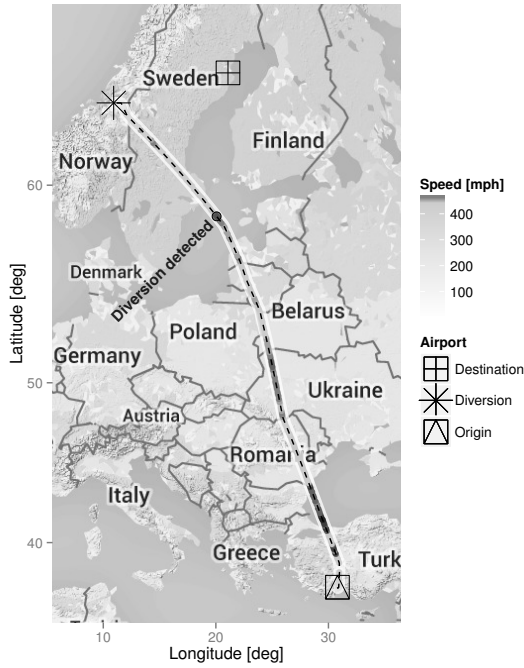 Sweden
Finland
Norway
60
Diversion detected
Denmark
Belarus
Poland
Germany
50
Ukraine
Austria
Romania
Italy
40
Greece
Turk
10
20
30
Longitude [deg]
Latitude [deg]
Speed [mph]
400
300
200
100
Airport
Destination
Diversion
Origin